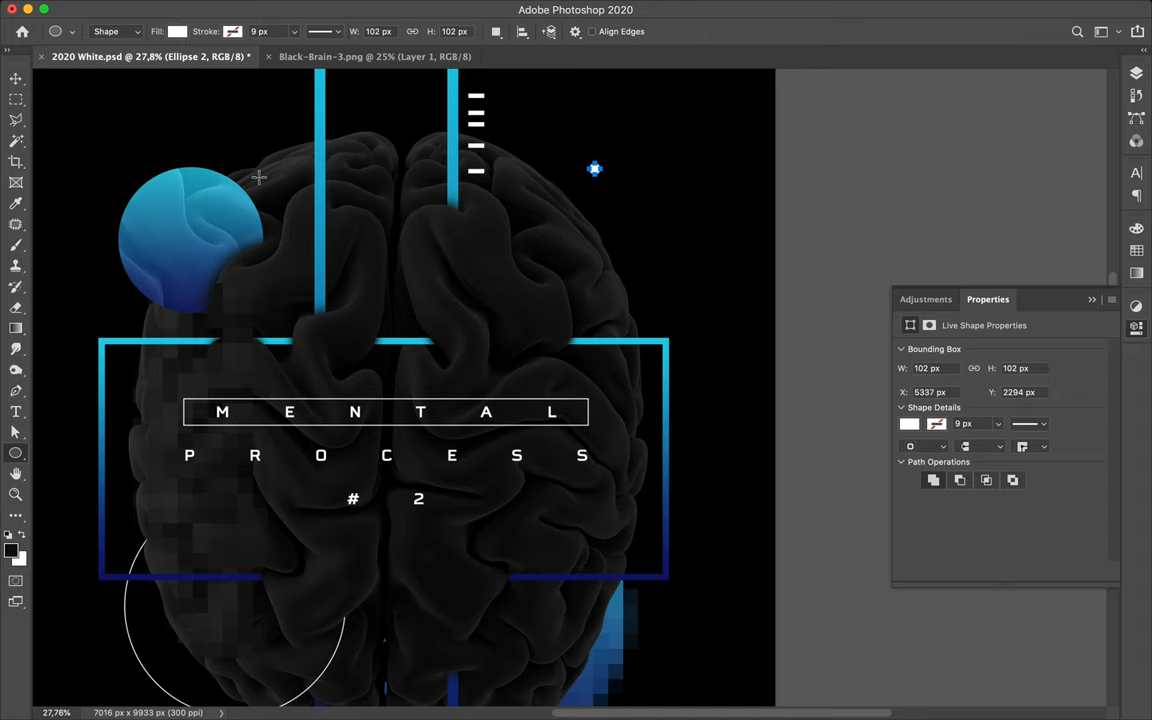 Adobe Photoshop 2020
Shape Fill: Stroke: 9 px W: 102 px H: 102 px Align Edges
2020 White.psd @ 27,8% (Ellipse 2, RGB/8) * Black-Brain-3.png @ 25% (Layer 1, RGB/8)
M E N T A L
P R O C E S S
# 2
Adjustments Properties
Live Shape Properties
Bounding Box
W: 102 px H: 102 px
X: 5337 px Y: 2294 px
Shape Details
9 px
Path Operations
27,76% 7016 px x 9933 px (300 ppi)